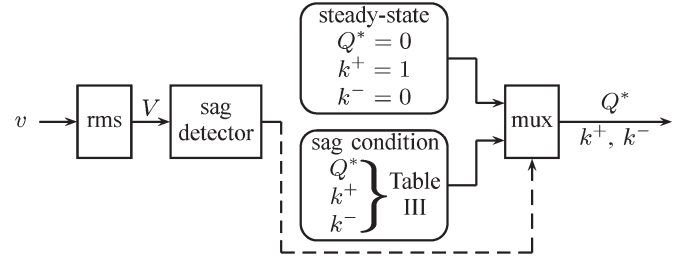 steady-state
Q* = 0
k⁺ = 1
k⁻ = 0
v
rms
V
sag
detector
mux
Q*
k⁺, k⁻
sag condition
Q*
k⁺
k⁻
}
Table
III